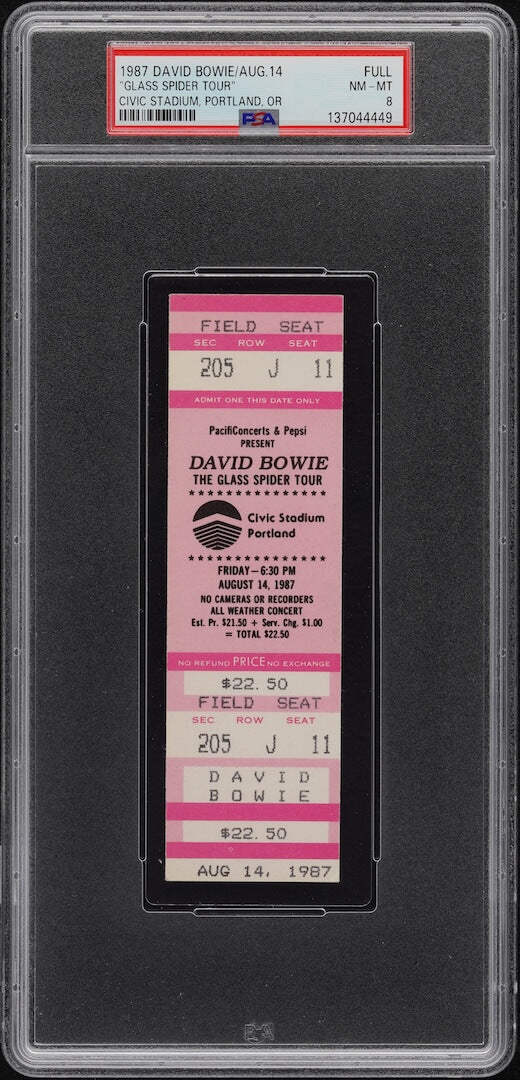 1987 DAVID BOWIE/AUG.14 FULL
"GLASS SPIDER TOUR" NM-MT
CIVIC STADIUM, PORTLAND, OR 8
PSA 137044449
FIELD SEAT
SEC ROW SEAT
205 J 11
ADMIT ONE THIS DATE ONLY
PacifiConcerts & Pepsi
PRESENT
DAVID BOWIE
THE GLASS SPIDER TOUR
Civic Stadium
Portland
FRIDAY—6:30 PM
AUGUST 14, 1987
NO CAMERAS OR RECORDERS
ALL WEATHER CONCERT
Est. Pr. $21.50 + Serv. Chg. $1.00
= TOTAL $22.50
NO REFUND PRICE NO EXCHANGE
$22.50
FIELD SEAT
SEC ROW SEAT
205 J 11
DAVID
BOWIE
$22.50
AUG 14, 1987
PSA